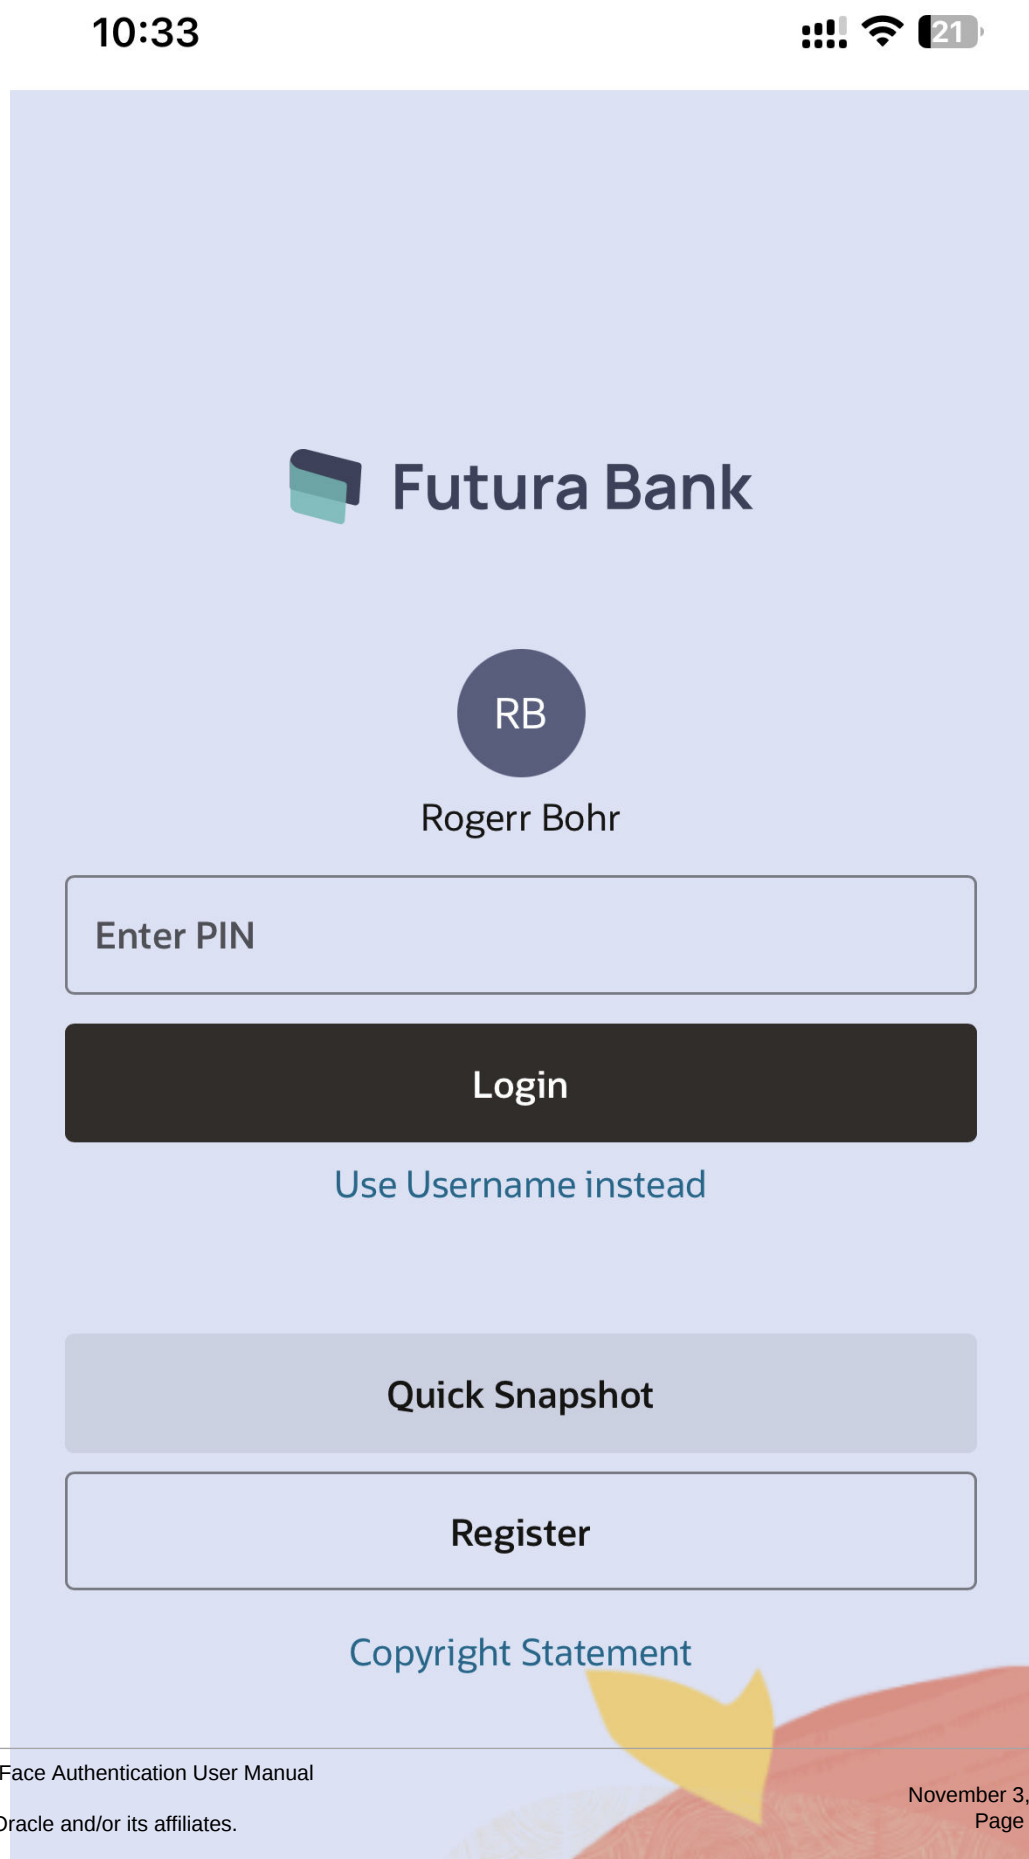 10:33
21
Futura Bank
RB
Rogerr Bohr
Enter PIN
Login
Use Username instead
Quick Snapshot
Register
Copyright Statement
Face Authentication User Manual
November 3,
Oracle and/or its affiliates.
Page